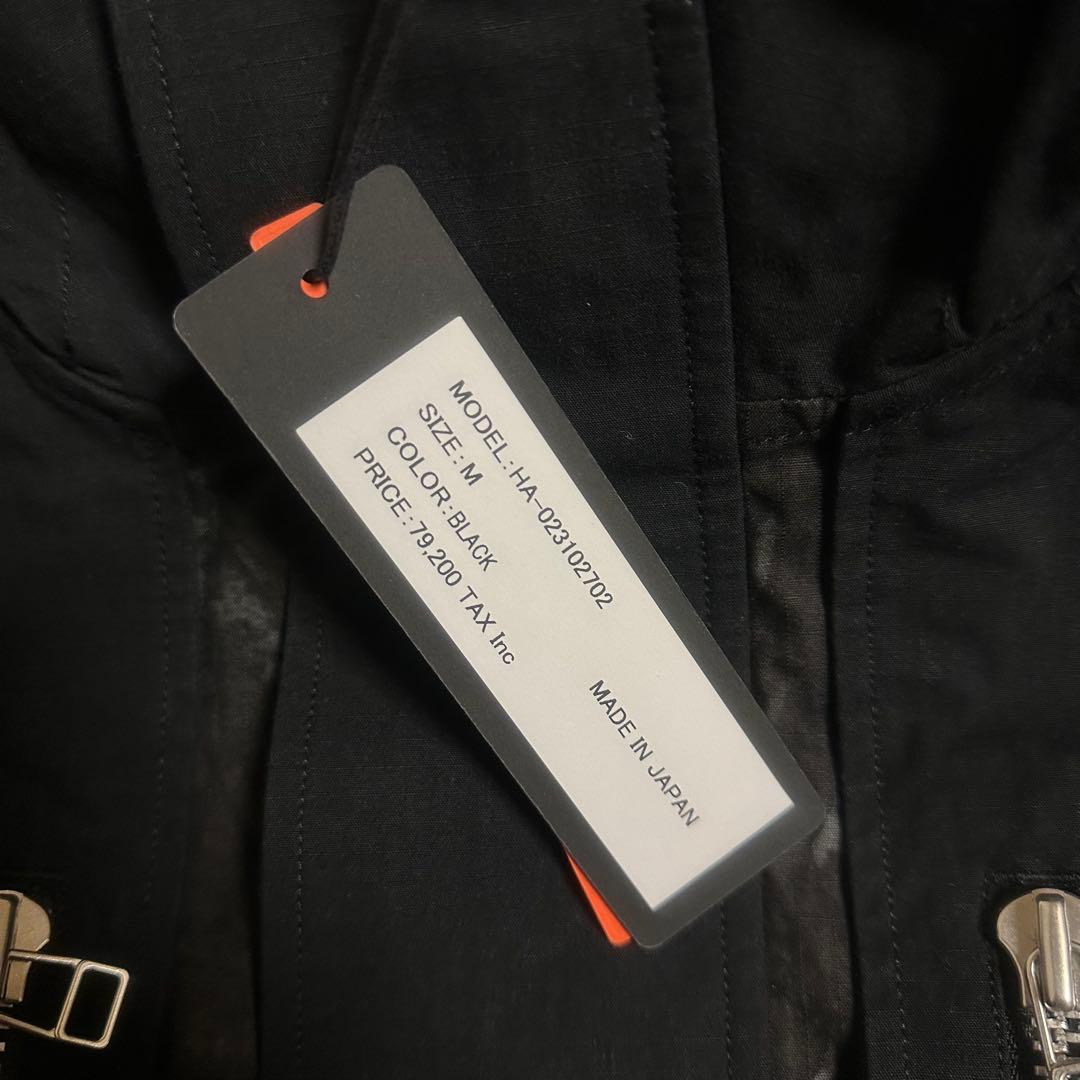 MODEL:HA-023102702
SIZE:M
COLOR:BLACK
PRICE:79,200 TAX Inc
MADE IN JAPAN